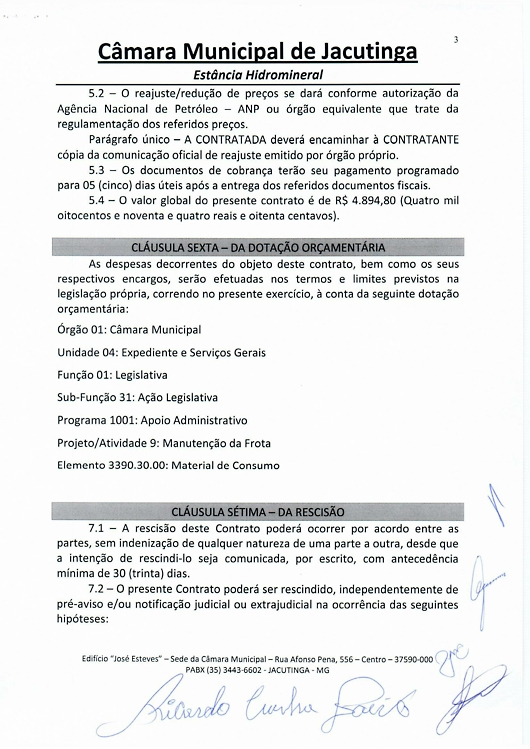 3
Câmara Municipal de Jacutinga
Estância Hidromineral
5.2 – O reajuste/redução de preços se dará conforme autorização da
Agência Nacional de Petróleo – ANP ou órgão equivalente que trate da
regulamentação dos referidos preços.
Parágrafo único – A CONTRATADA deverá encaminhar à CONTRATANTE
cópia da comunicação oficial de reajuste emitido por órgão próprio.
5.3 – Os documentos de cobrança terão seu pagamento programado
para 05 (cinco) dias úteis após a entrega dos referidos documentos fiscais.
5.4 – O valor global do presente contrato é de R$ 4.894,80 (Quatro mil
oitocentos e noventa e quatro reais e oitenta centavos).
CLÁUSULA SEXTA – DA DOTAÇÃO ORÇAMENTÁRIA
As despesas decorrentes do objeto deste contrato, bem como os seus
respectivos encargos, serão efetuadas nos termos e limites previstos na
legislação própria, correndo no presente exercício, à conta da seguinte dotação
orçamentária:
Órgão 01: Câmara Municipal
Unidade 04: Expediente e Serviços Gerais
Função 01: Legislativa
Sub-Função 31: Ação Legislativa
Programa 1001: Apoio Administrativo
Projeto/Atividade 9: Manutenção da Frota
Elemento 3390.30.00: Material de Consumo
CLÁUSULA SÉTIMA – DA RESCISÃO
7.1 – A rescisão deste Contrato poderá ocorrer por acordo entre as
partes, sem indenização de qualquer natureza de uma parte a outra, desde que
a intenção de rescindi-lo seja comunicada, por escrito, com antecedência
mínima de 30 (trinta) dias.
7.2 – O presente Contrato poderá ser rescindido, independentemente de
pré-aviso e/ou notificação judicial ou extrajudicial na ocorrência das seguintes
hipóteses:
Edifício "José Esteves" – Sede da Câmara Municipal – Rua Afonso Pena, 556 – Centro – 37590-000
PABX (35) 3443-6602 - JACUTINGA - MG
Ricardo Cunha